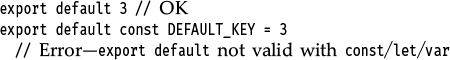 export default 3 // OK
export default const DEFAULT_KEY = 3
// Error—export default not valid with const/let/var